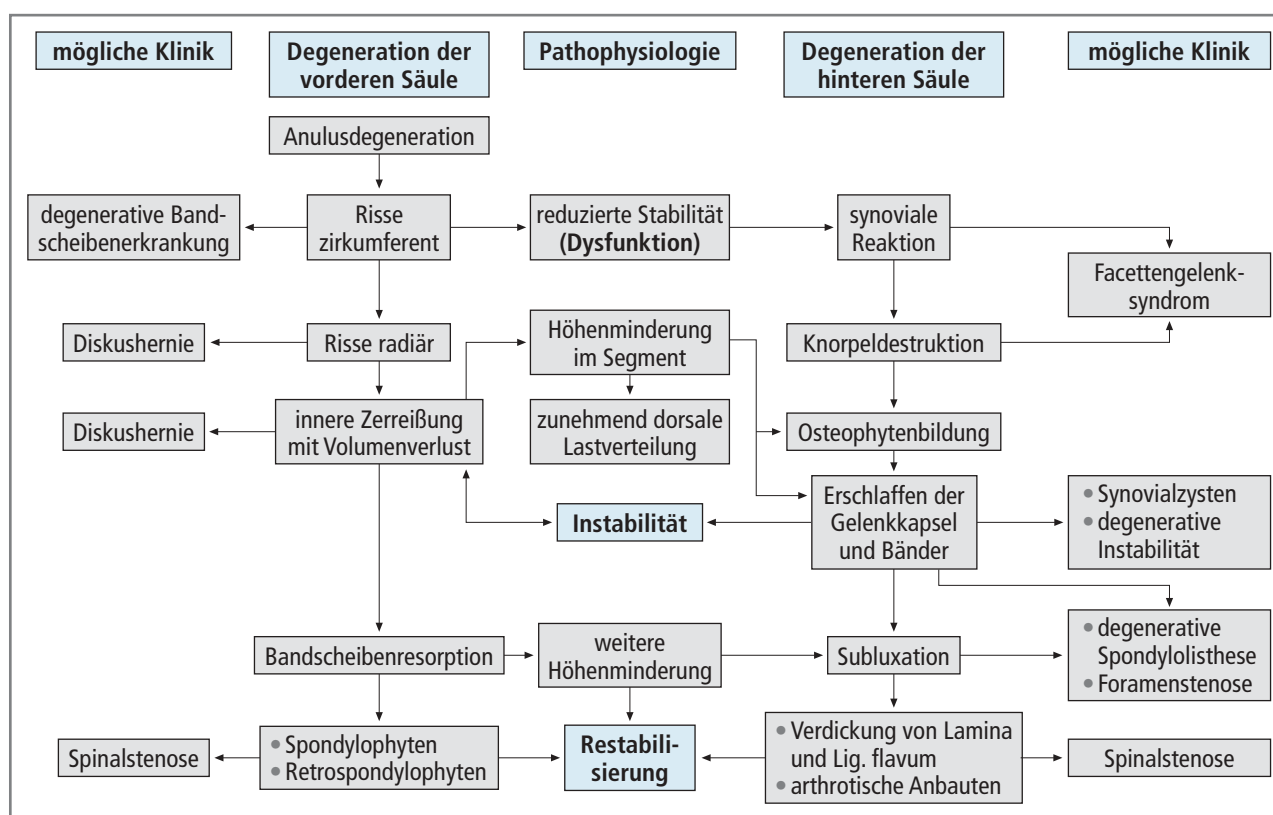 mögliche Klinik
Degeneration der
vorderen Säule
Pathophysiologie
Degeneration der
hinteren Säule
mögliche Klinik
Anulusdegeneration
degenerative Band-
scheibenerkrankung
Risse
zirkumferent
reduzierte Stabilität
(Dysfunktion)
synoviale
Reaktion
Facettengelenk-
syndrom
Diskushernie
Risse radiär
Höhenminderung
im Segment
Knorpeldestruktion
Diskushernie
innere Zerreißung
mit Volumenverlust
zunehmend dorsale
Lastverteilung
Osteophytenbildung
Instabilität
Erschlaffen der
Gelenkkapsel
und Bänder
• Synovialzysten
• degenerative
Instabilität
Bandscheibenresorption
weitere
Höhenminderung
Subluxation
• degenerative
Spondylolisthese
• Foramenstenose
Spinalstenose
• Spondylophyten
• Retrospondylophyten
Restabili-
sierung
• Verdickung von Lamina
und Lig. flavum
• arthrotische Anbauten
Spinalstenose